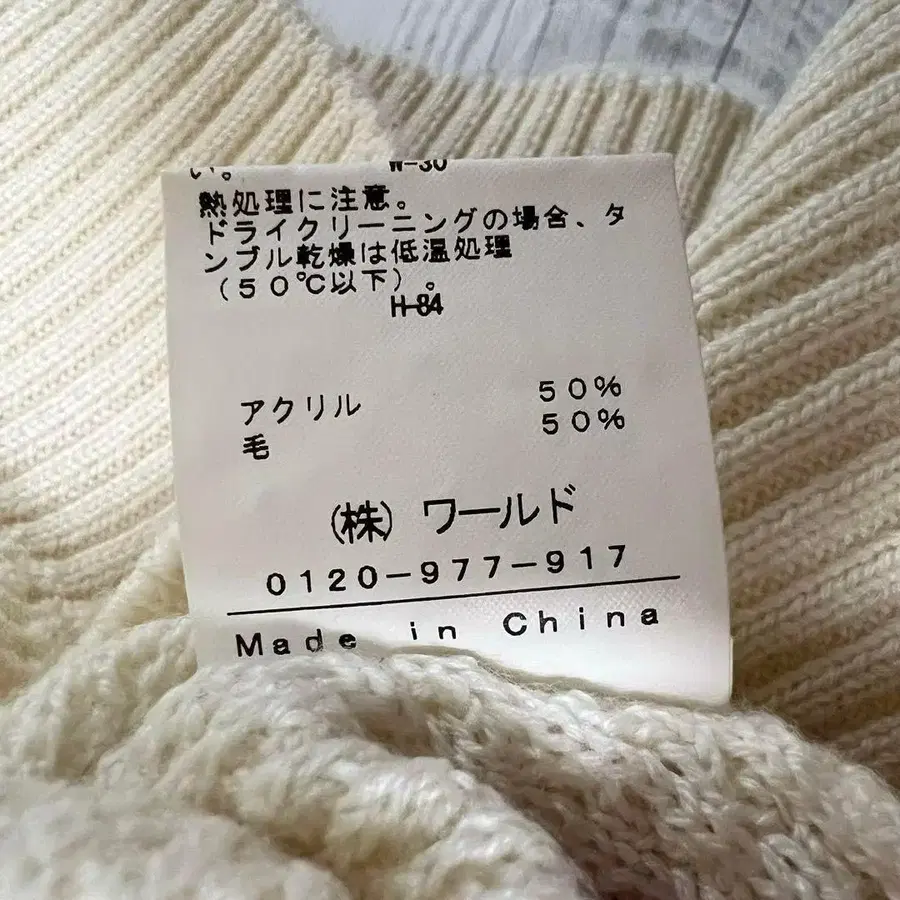 い。 W-30
熱処理に注意。
ドライクリーニングの場合、タ
ンブル乾燥は低温処理
(50℃以下)。
H-84
アクリル 50%
毛 50%
(株) ワールド
0120-977-917
Made in China